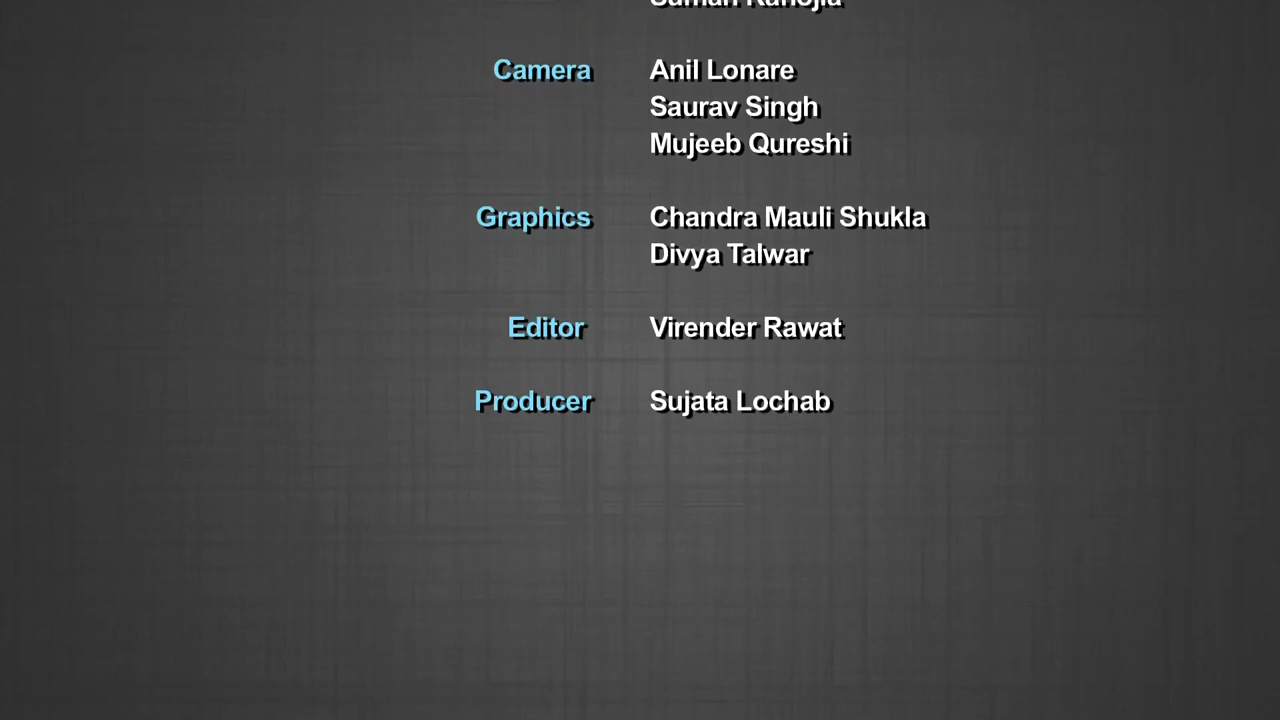 Camera Anil Lonare
Saurav Singh
Mujeeb Qureshi
Graphics Chandra Mauli Shukla
Divya Talwar
Editor Virender Rawat
Producer Sujata Lochab